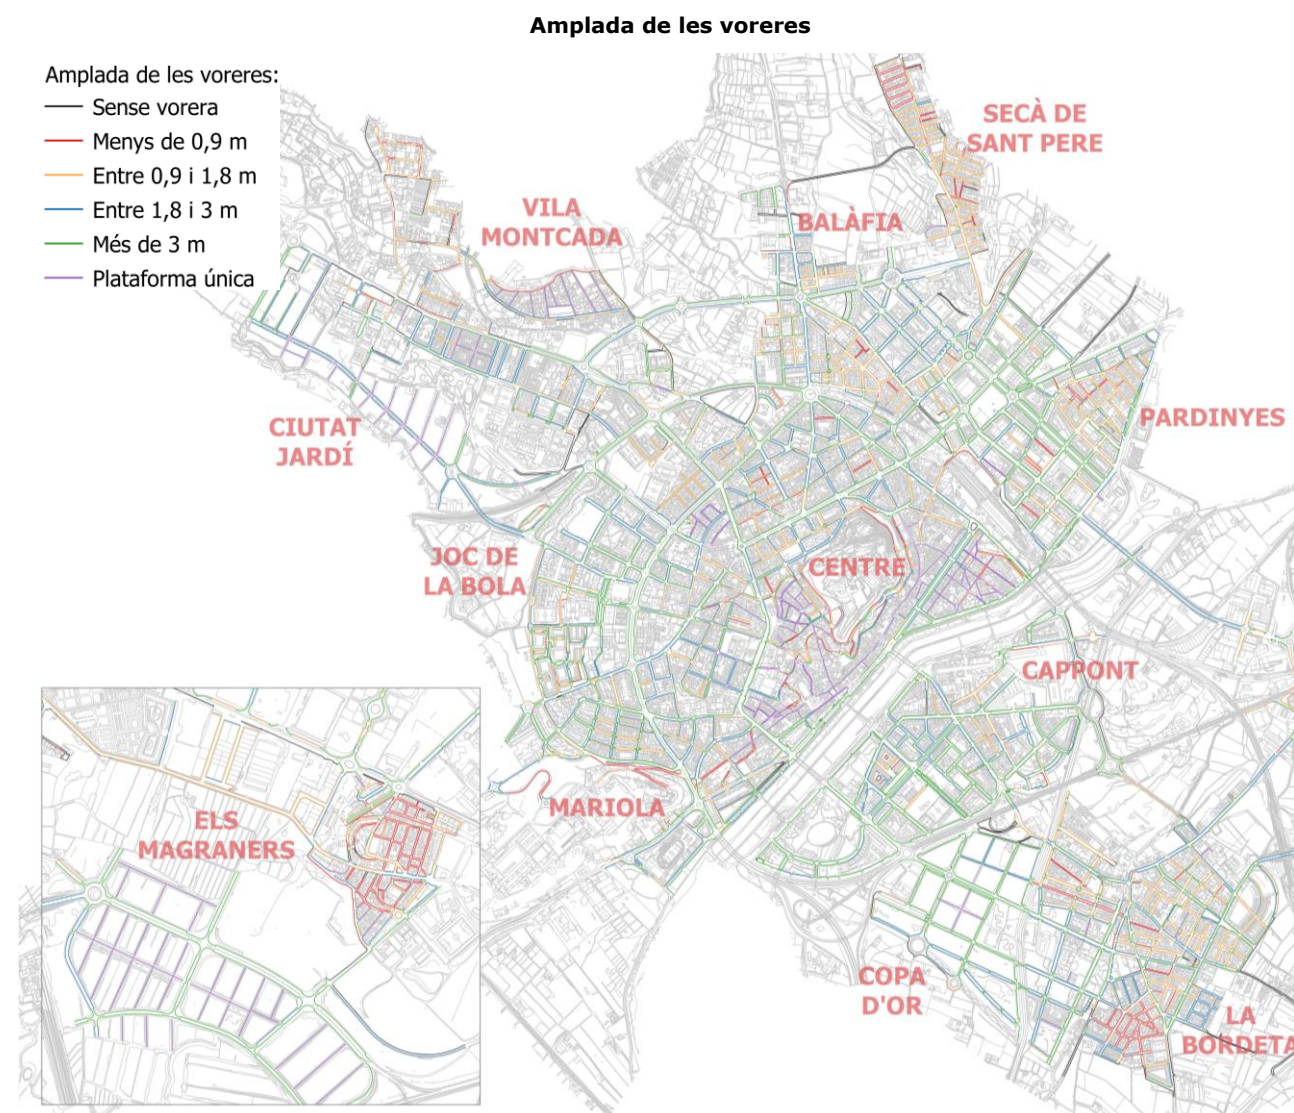 Amplada de les voreres
Amplada de les voreres:
Sense vorera
Menys de 0,9 m
Entre 0,9 i 1,8 m
Entre 1,8 i 3 m
Més de 3 m
Plataforma única
SECÀ DE
SANT PERE
VILA
MONTCADA
BALÀFIA
CIUTAT
JARDÍ
PARDINYES
JOC DE
LA BOLA
CENTRE
CAPPONT
MARIOLA
ELS
MAGRANERS
COPA
D'OR
LA
BORDETA